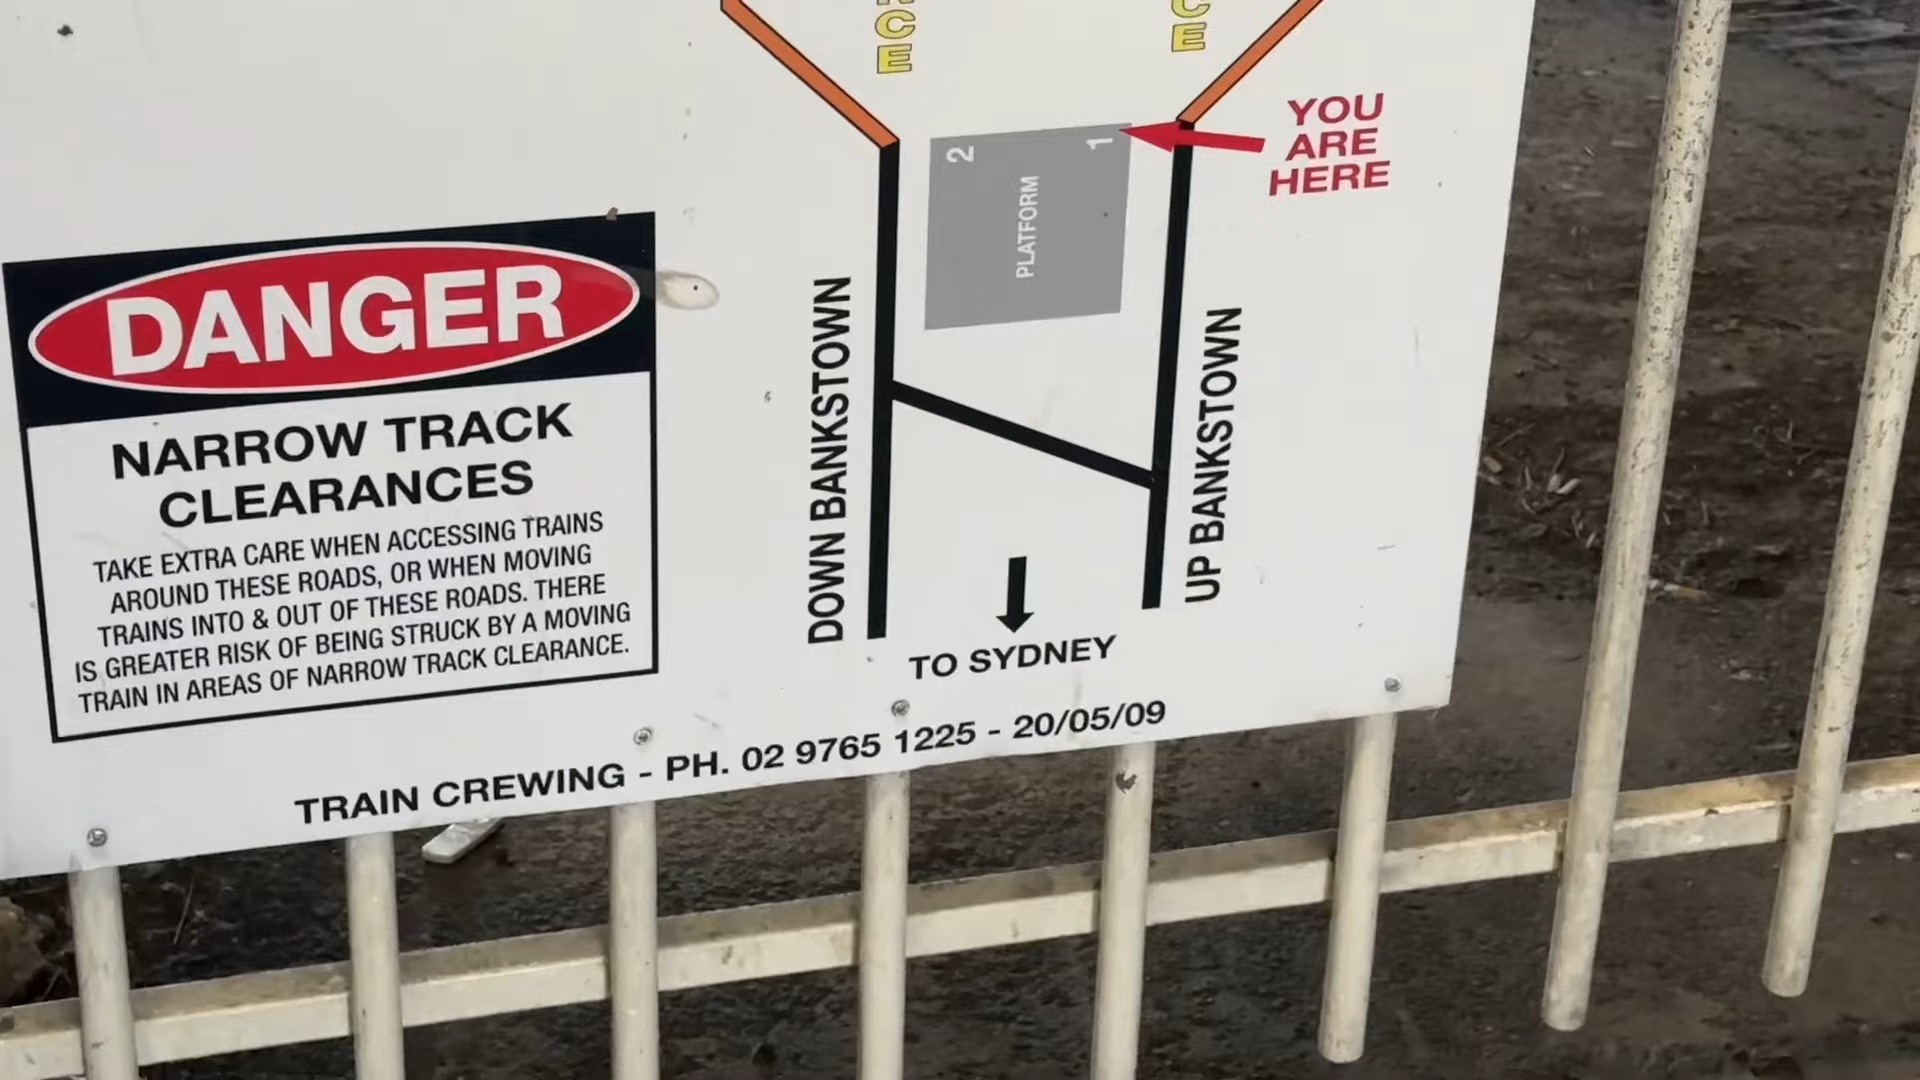 YOU
ARE
HERE
2
1
PLATFORM
DANGER
NARROW TRACK
CLEARANCES
TAKE EXTRA CARE WHEN ACCESSING TRAINS
AROUND THESE ROADS, OR WHEN MOVING
TRAINS INTO & OUT OF THESE ROADS. THERE
IS GREATER RISK OF BEING STRUCK BY A MOVING
TRAIN IN AREAS OF NARROW TRACK CLEARANCE.
DOWN BANKSTOWN
UP BANKSTOWN
TO SYDNEY
TRAIN CREWING - PH. 02 9765 1225 - 20/05/09